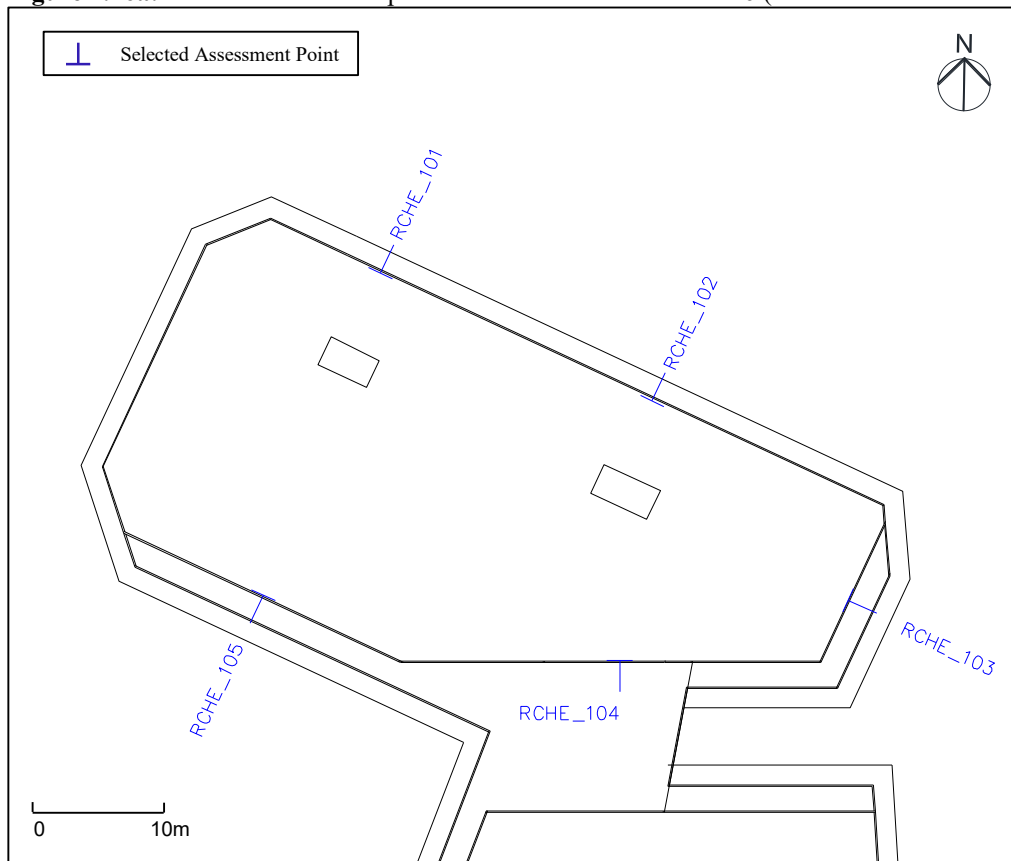 Selected Assessment Point
N
RCHE_101
RCHE_102
RCHE_103
RCHE_104
RCHE_105
0 10m